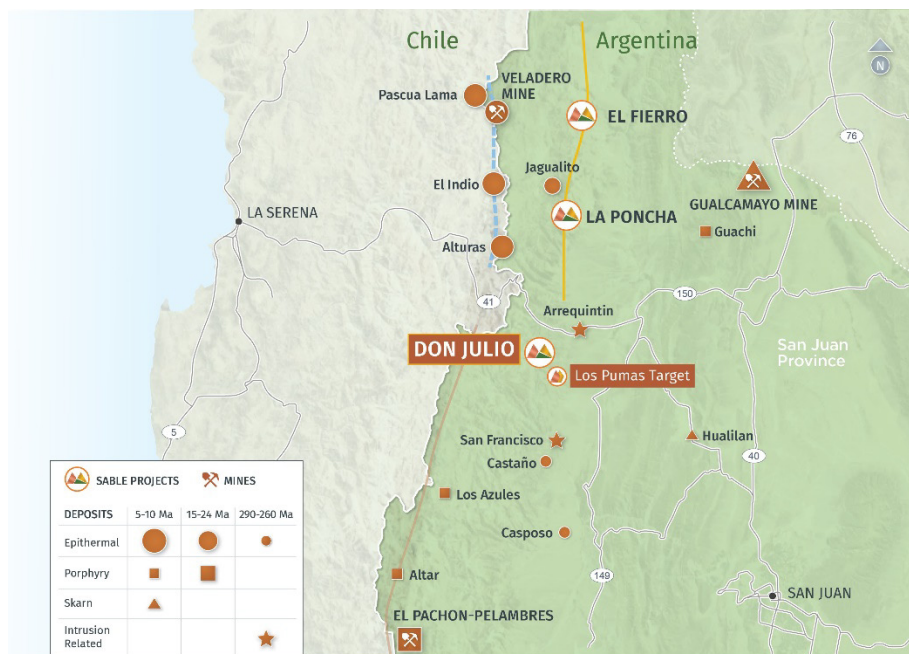 Chile
Argentina
N
Pascua Lama
VELADERO
MINE
EL FIERRO
76
El Indio
Jagualito
GUALCAMAYO MINE
LA SERENA
LA PONCHA
Guachi
Alturas
41
150
Arrequintin
DON JULIO
San Juan
Province
Los Pumas Target
5
San Francisco
Hualilan
Castaño
40
Los Azules
Casposo
Altar
149
SAN JUAN
EL PACHON-PELAMBRES
SABLE PROJECTS MINES
DEPOSITS 5-10 Ma 15-24 Ma 290-260 Ma
Epithermal
Porphyry
Skarn
Intrusion
Related